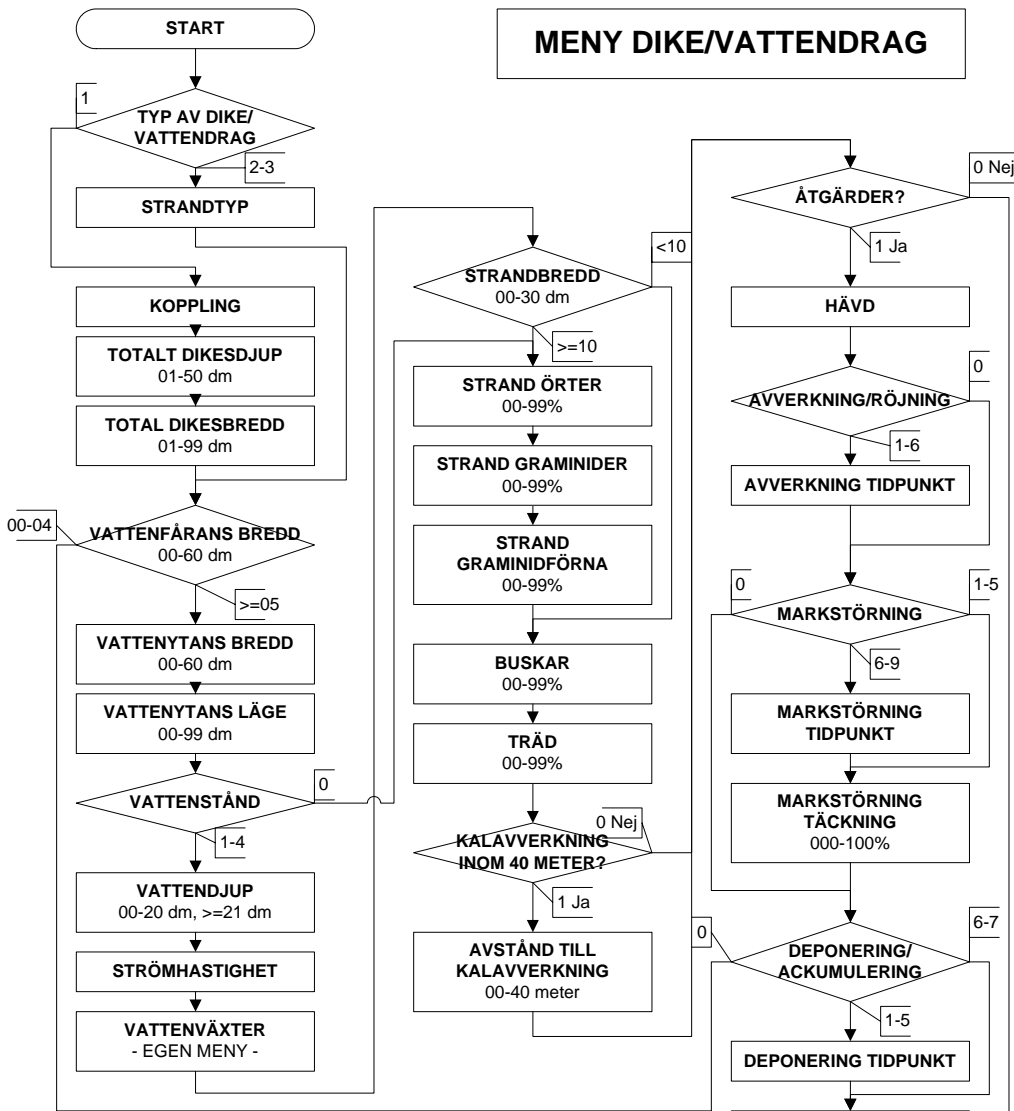 START
MENY DIKE/VATTENDRAG
1
TYP AV DIKE/
VATTENDRAG
2-3
STRANDTYP
KOPPLING
TOTALT DIKESDJUP
01-50 dm
TOTAL DIKESBREDD
01-99 dm
00-04
VATTENFÅRANS BREDD
00-60 dm
>=05
VATTENYTANS BREDD
00-60 dm
VATTENYTANS LÄGE
00-99 dm
0
VATTENSTÅND
1-4
VATTENDJUP
00-20 dm, >=21 dm
STRÖMHASTIGHET
VATTENVÄXTER
- EGEN MENY -
<10
STRANDBREDD
00-30 dm
>=10
STRAND ÖRTER
00-99%
STRAND GRAMINIDER
00-99%
STRAND
GRAMINIDFÖRNA
00-99%
BUSKAR
00-99%
TRÄD
00-99%
0 Nej
KALAVVERKNING
INOM 40 METER?
1 Ja
AVSTÅND TILL
KALAVVERKNING
00-40 meter
0 Nej
ÅTGÄRDER?
1 Ja
HÄVD
0
AVVERKNING/RÖJNING
1-6
AVVERKNING TIDPUNKT
0
1-5
MARKSTÖRNING
6-9
MARKSTÖRNING
TIDPUNKT
MARKSTÖRNING
TÄCKNING
000-100%
0
6-7
DEPONERING/
ACKUMULERING
1-5
DEPONERING TIDPUNKT